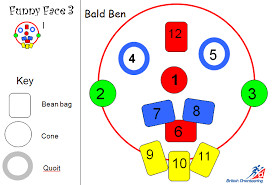 Funny Face 3
Bald Ben
Key
Bean bag
Cone
Quoit
12
4
5
1
2
3
7
8
6
9
10
11
British Orienteering